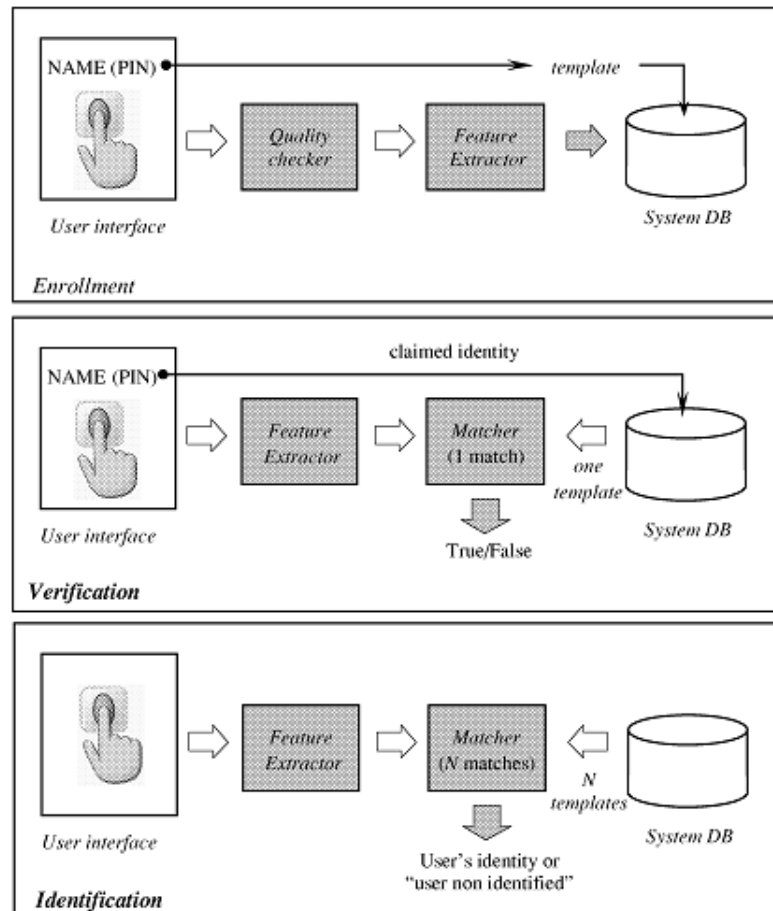 NAME (PIN)
template
Quality
checker
Feature
Extractor
User interface
System DB
Enrollment
claimed identity
NAME (PIN)
Feature
Extractor
Matcher
(1 match)
one
template
User interface
System DB
True/False
Verification
Feature
Extractor
Matcher
(N matches)
N
templates
User interface
System DB
User's identity or
“user non identified”
Identification